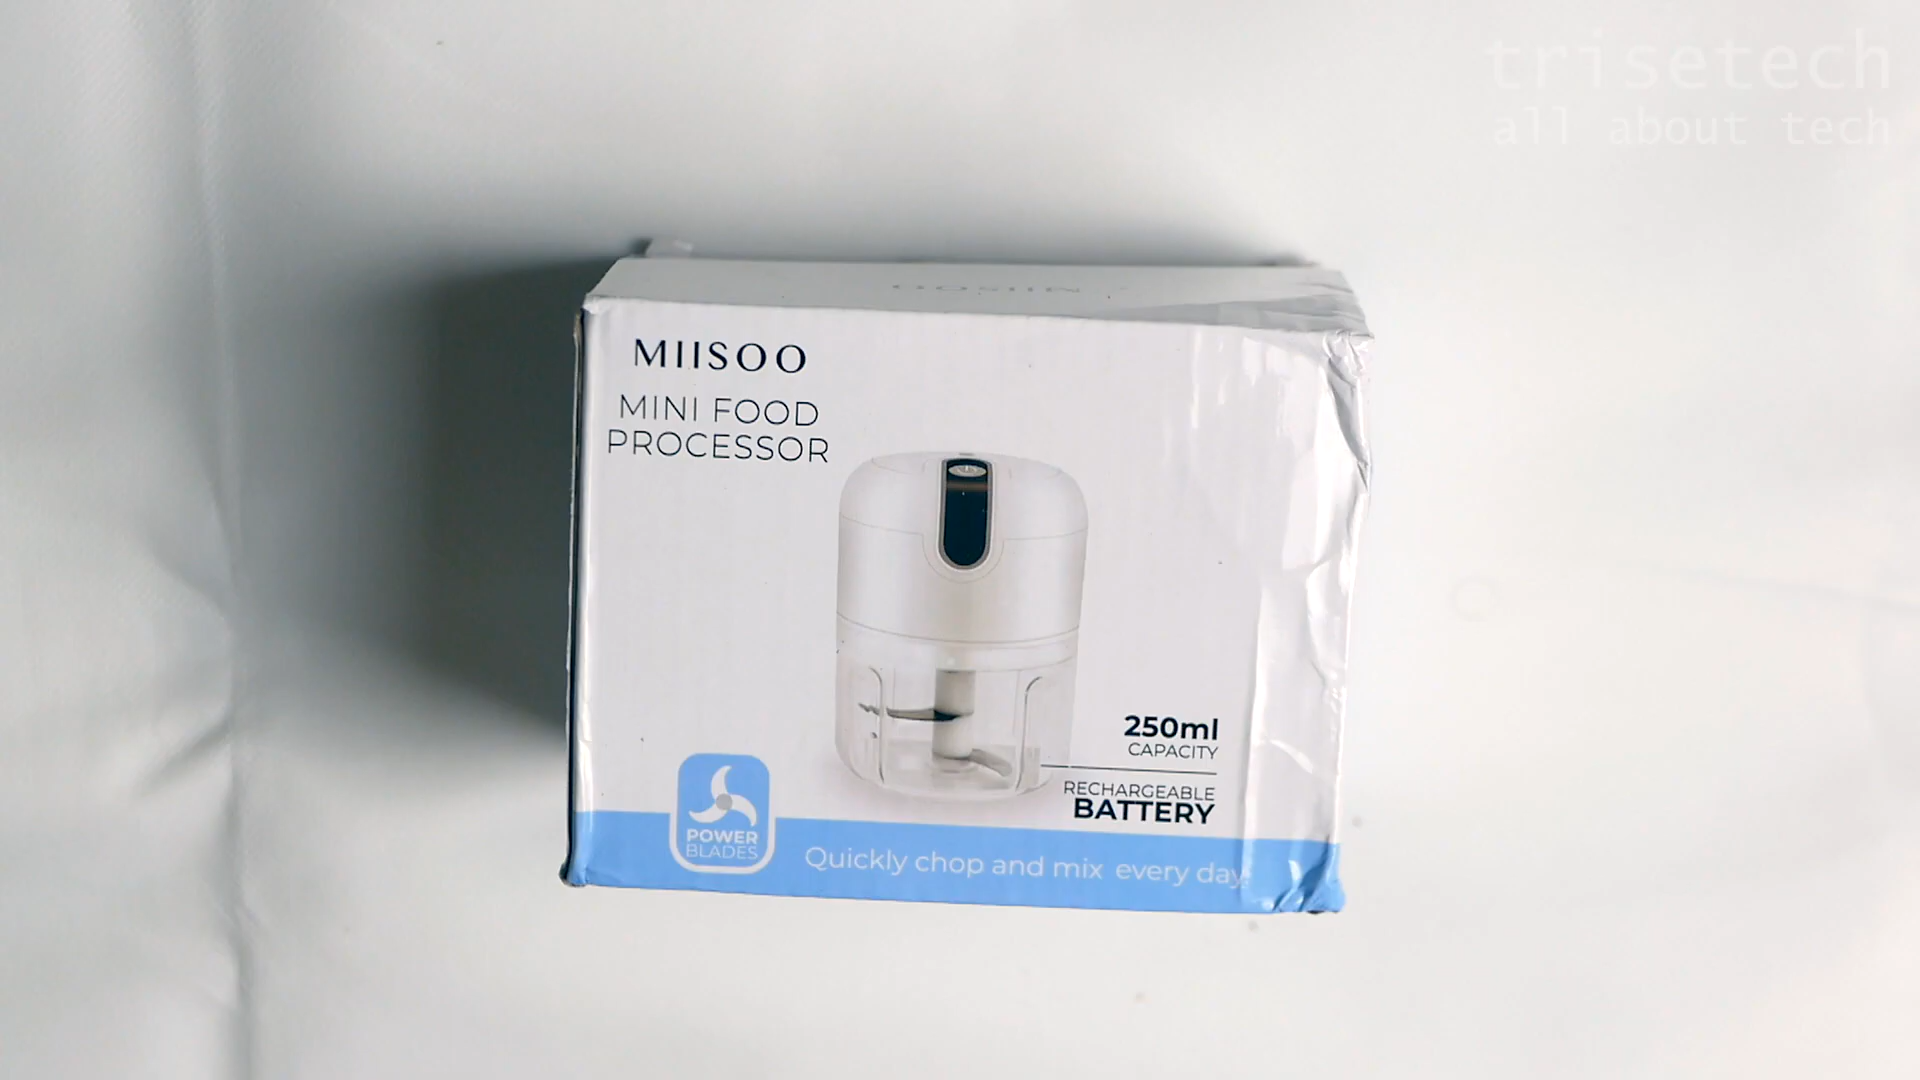 trisetech
all about tech
MIISOO
MIISOO
MINI FOOD
PROCESSOR
250ml
CAPACITY
RECHARGEABLE
BATTERY
POWER
BLADES
Quickly chop and mix every day.